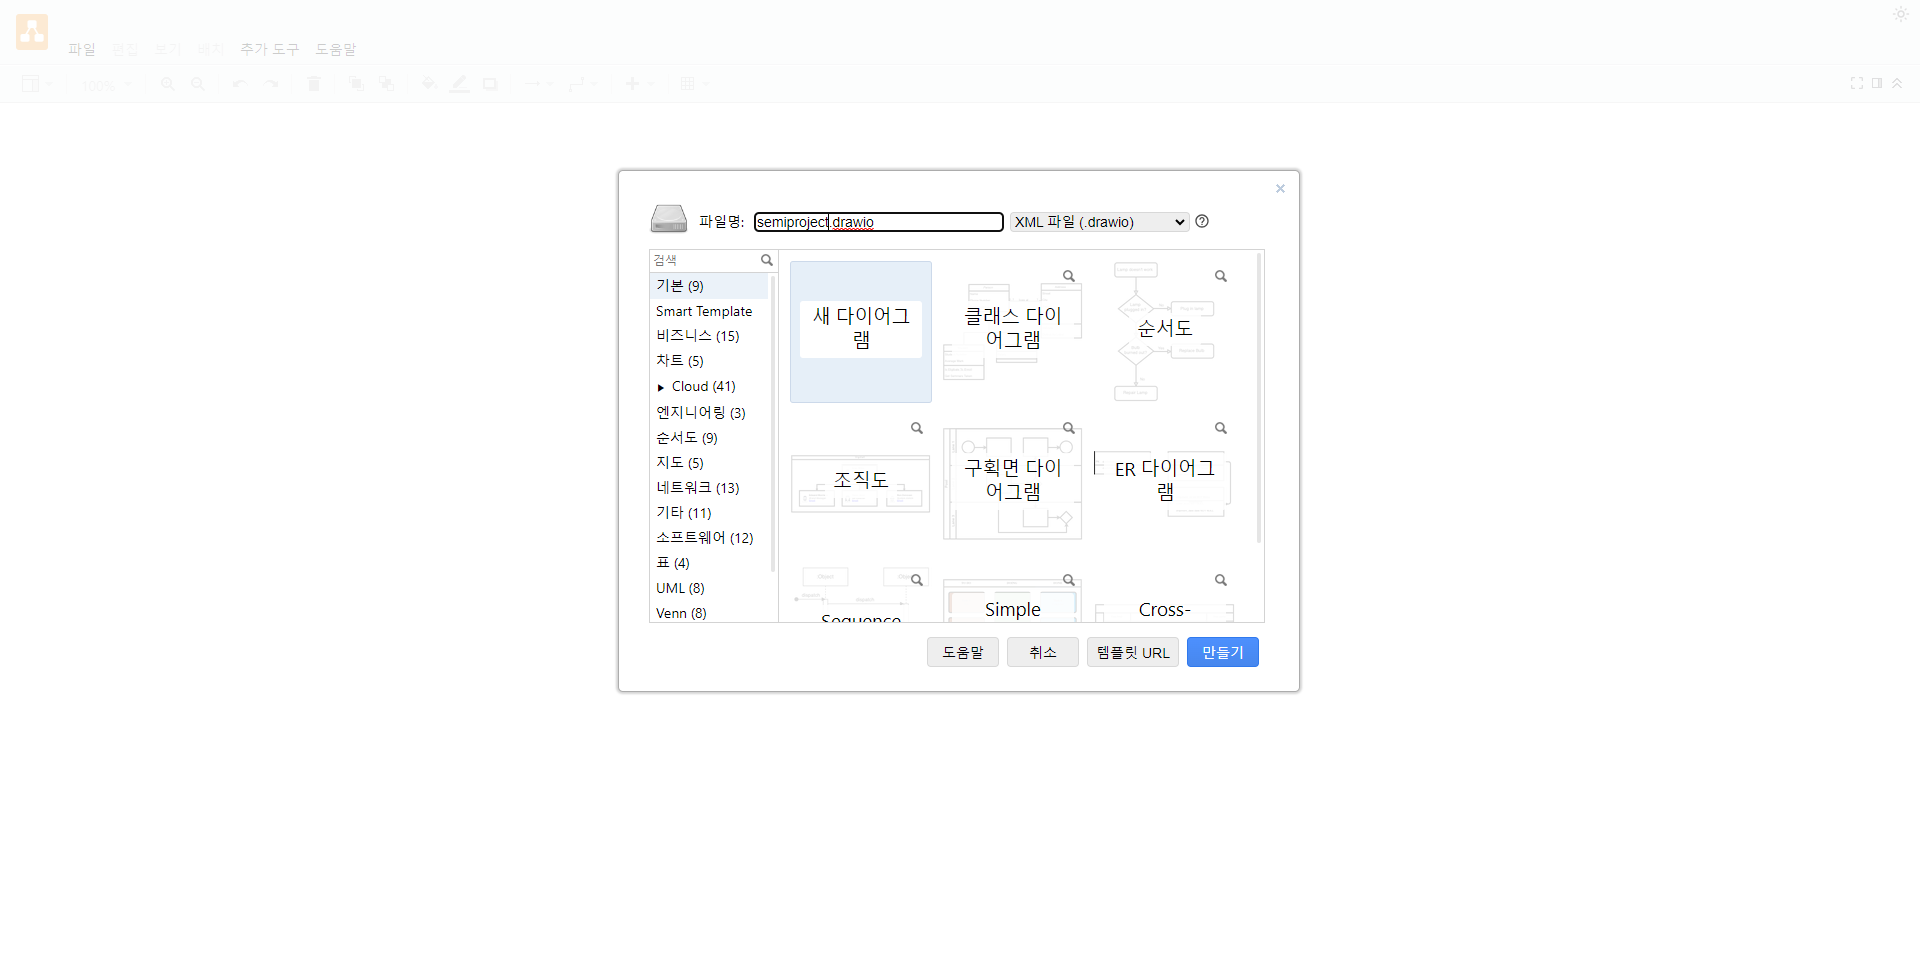 파일 편집 보기 배치 추가 도구 도움말
100%
파일명: semiproject.drawio XML 파일 (.drawio)
검색
기본 (9)
Smart Template
비즈니스 (15)
차트 (5)
Cloud (41)
엔지니어링 (3)
순서도 (9)
지도 (5)
네트워크 (13)
기타 (11)
소프트웨어 (12)
표 (4)
UML (8)
Venn (8)
새 다이어그
램
클래스 다이
어그램
순서도
조직도
구획면 다이
어그램
ER 다이어그
램
Object
Sequence
Simple
Cross-
도움말 취소 템플릿 URL 만들기